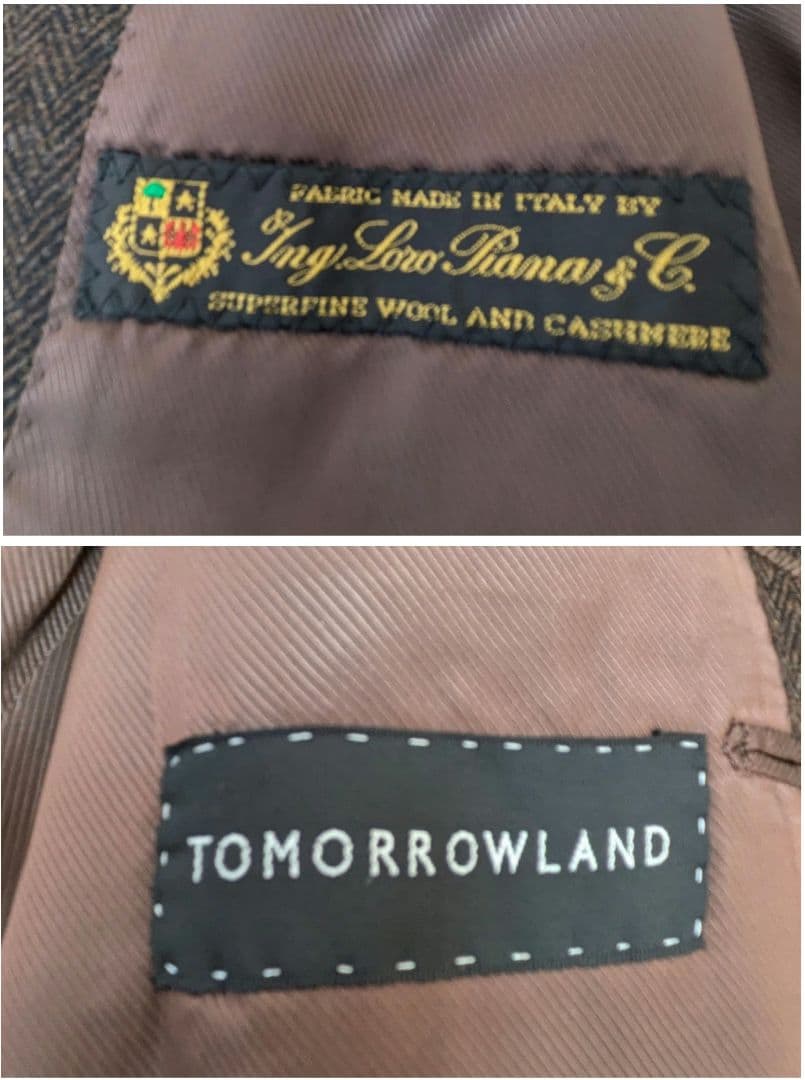 FABRIC MADE IN ITALY BY
Ing. Loro Piana & C.
SUPERFINE WOOL AND CASHMERE
TOMORROWLAND